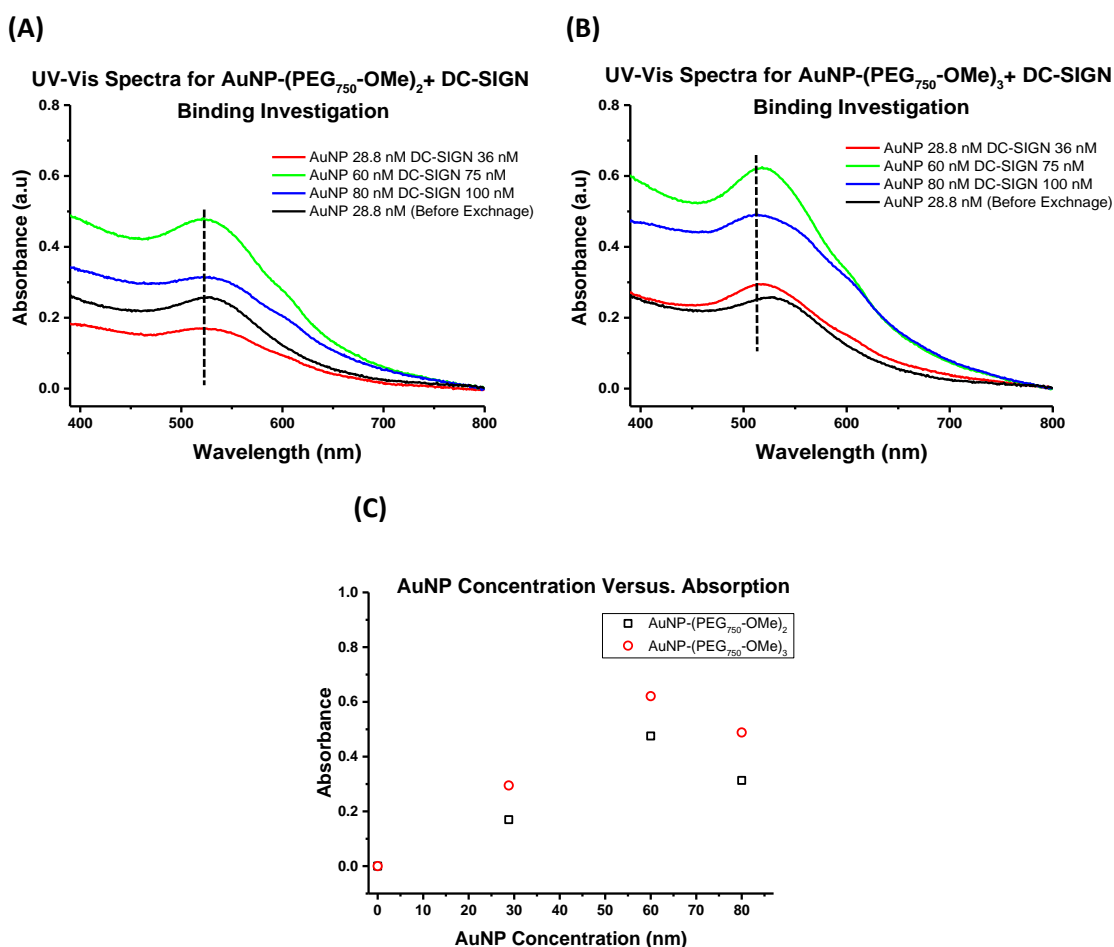 (A)
UV-Vis Spectra for AuNP-(PEG750-OMe)2+ DC-SIGN
Binding Investigation
0.8
0.6
0.4
0.2
0.0
Absorbance (a.u)
AuNP 28.8 nM DC-SIGN 36 nM
AuNP 60 nM DC-SIGN 75 nM
AuNP 80 nM DC-SIGN 100 nM
AuNP 28.8 nM (Before Exchnage)
400 500 600 700 800
Wavelength (nm)
(B)
UV-Vis Spectra for AuNP-(PEG750-OMe)3+ DC-SIGN
Binding Investigation
0.8
0.6
0.4
0.2
0.0
Absorbance (a.u)
AuNP 28.8 nM DC-SIGN 36 nM
AuNP 60 nM DC-SIGN 75 nM
AuNP 80 nM DC-SIGN 100 nM
AuNP 28.8 nM (Before Exchnage)
400 500 600 700 800
Wavelength (nm)
(C)
AuNP Concentration Versus. Absorption
1.0
0.8
0.6
0.4
0.2
0.0
Absorbance
AuNP-(PEG750-OMe)2
AuNP-(PEG750-OMe)3
0 10 20 30 40 50 60 70 80
AuNP Concentration (nm)